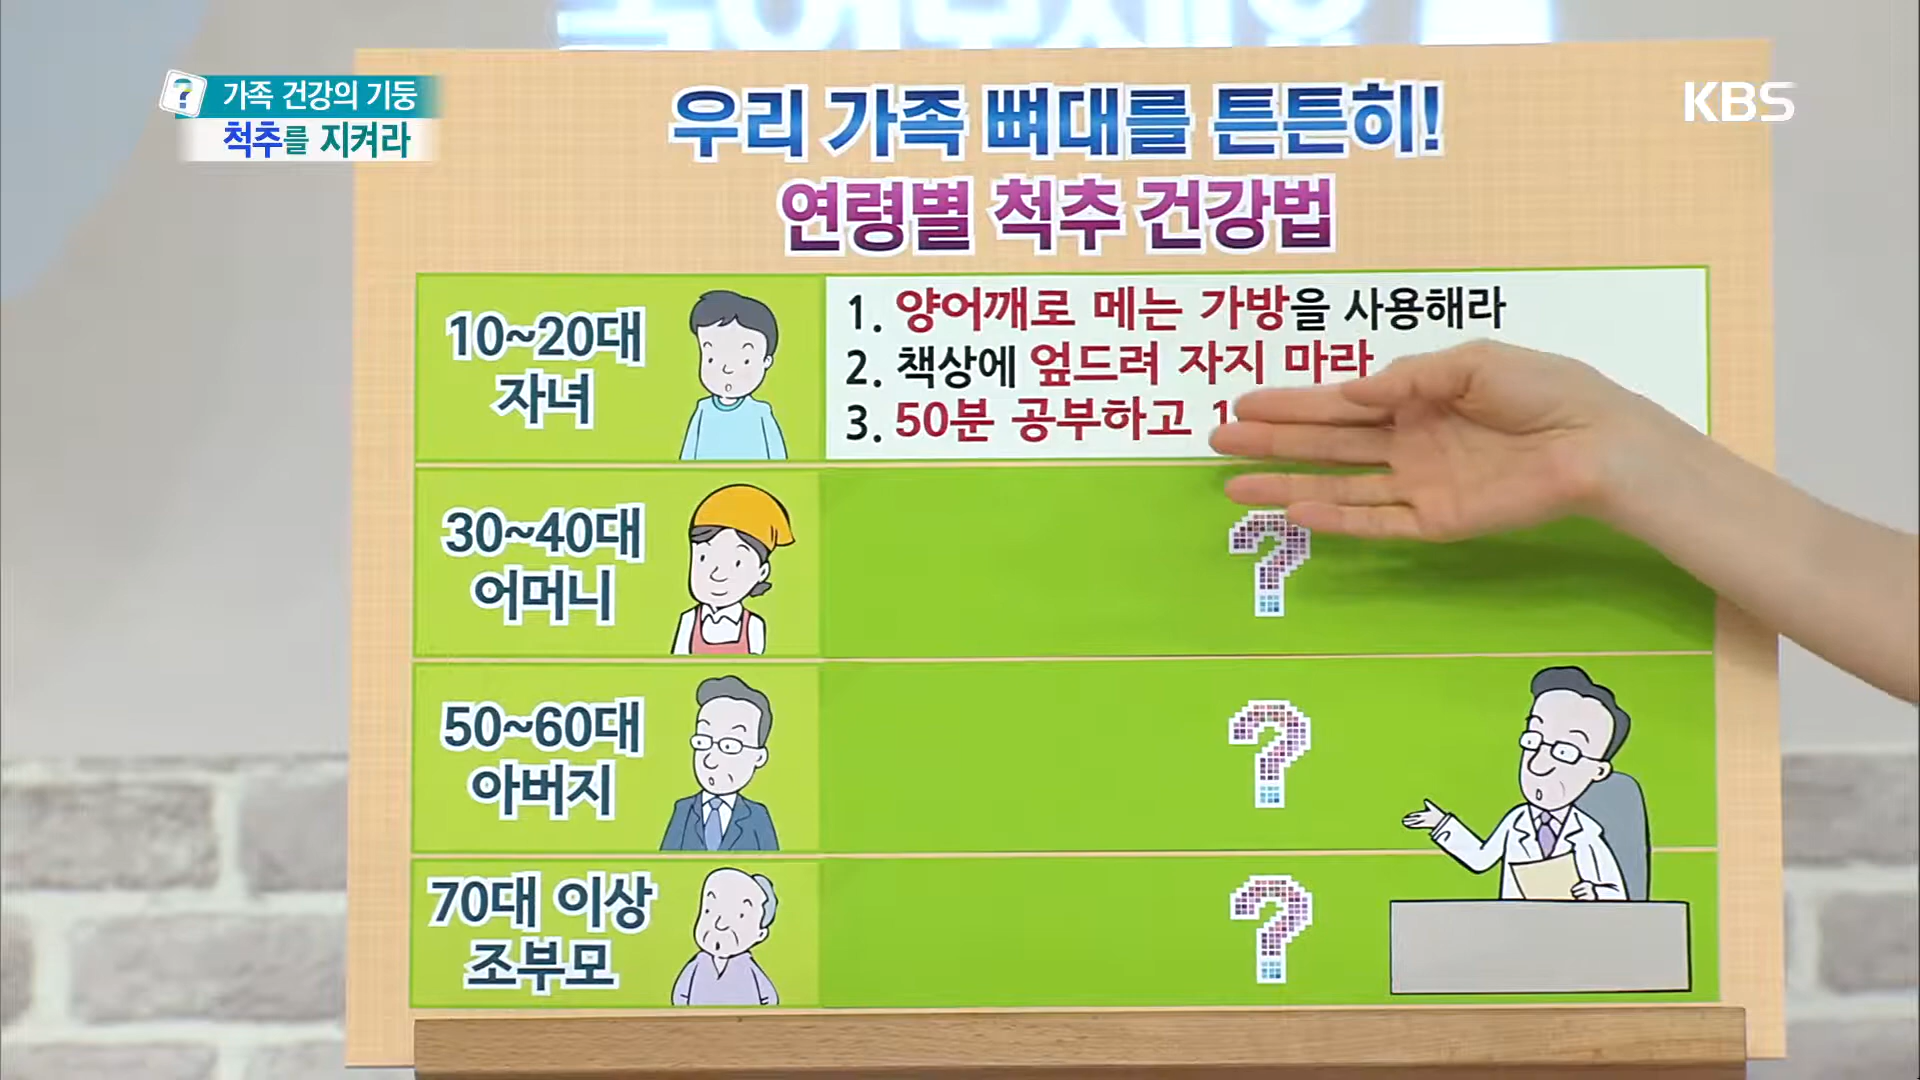 가족 건강의 기둥
척추를 지켜라
KBS
우리 가족 뼈대를 튼튼히!
연령별 척추 건강법
10~20대
자녀
1. 양어깨로 메는 가방을 사용해라
2. 책상에 엎드려 자지 마라
3. 50분 공부하고 1
30~40대
어머니
?
50~60대
아버지
?
70대 이상
조부모
?